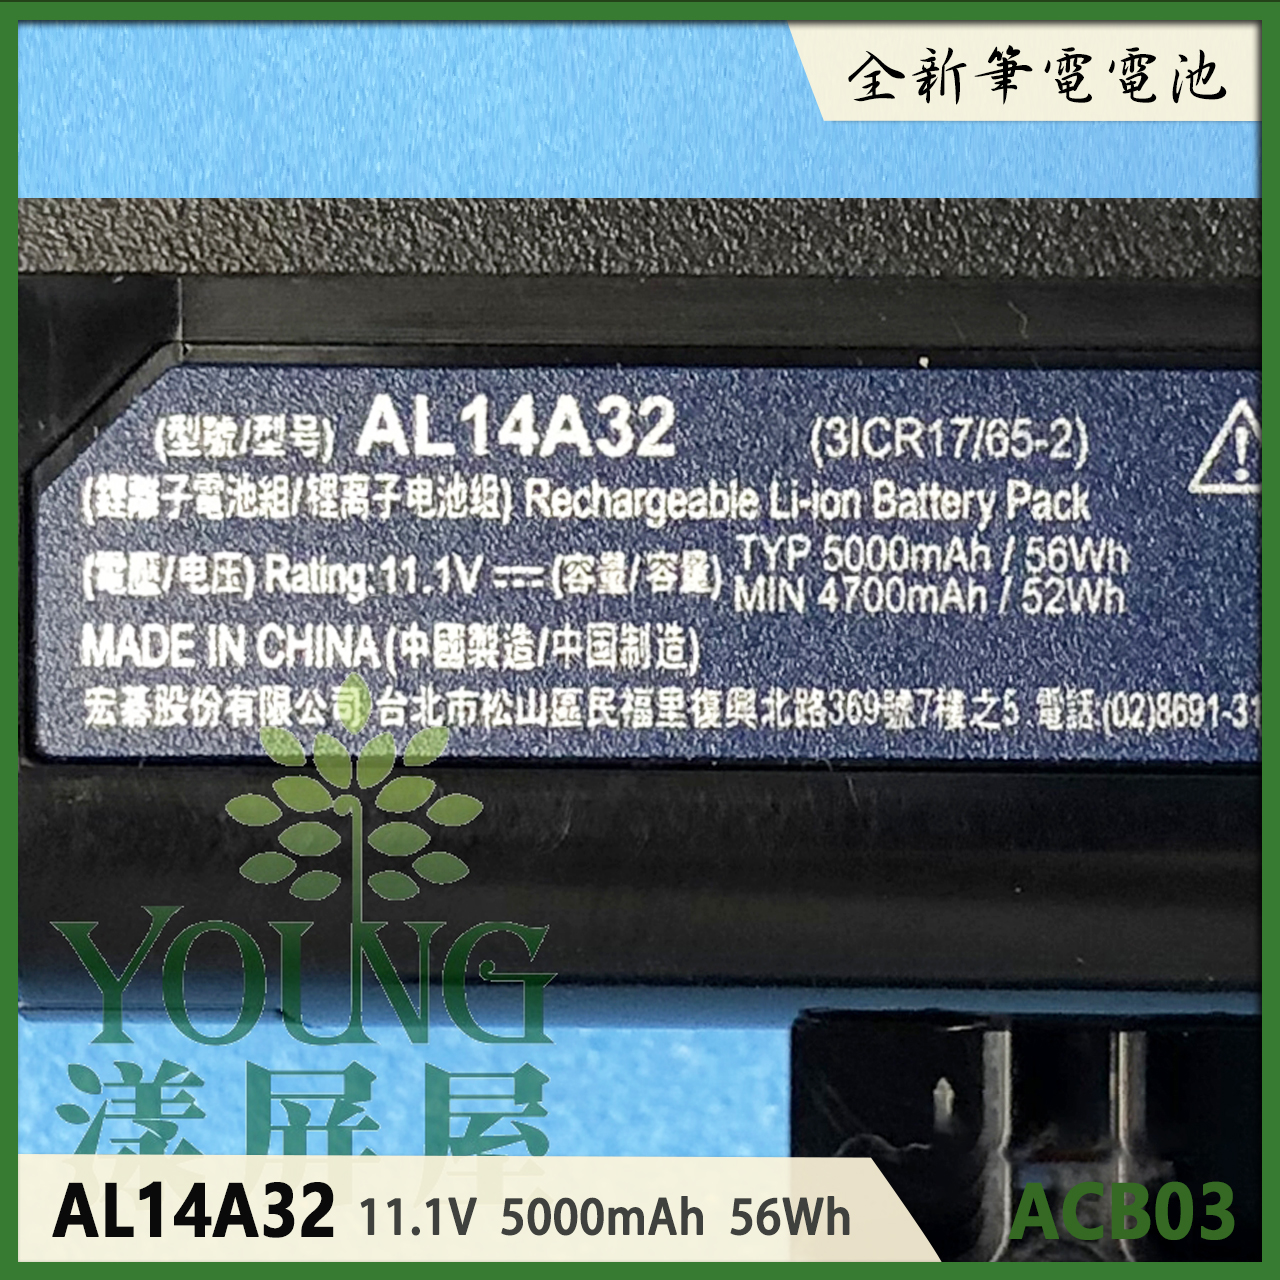 全新筆電電池
(型號/型号) AL14A32 (3ICR17/65-2)
(鋰離子電池組/锂离子电池组) Rechargeable Li-ion Battery Pack
(電壓/电压) Rating:11.1V ⎓ (容量/容量) TYP 5000mAh / 56Wh
MIN 4700mAh / 52Wh
MADE IN CHINA(中國製造/中国制造)
宏碁股份有限公司 台北市松山區民福里復興北路369號7樓之5 電話:(02)8691-31
YOUNG
漾屏屋
AL14A32 11.1V 5000mAh 56Wh
ACB03